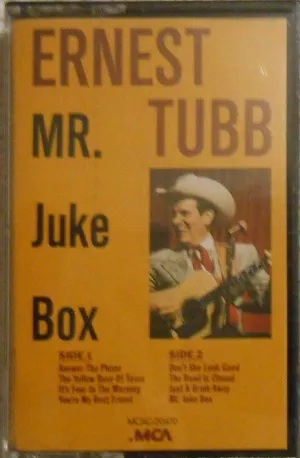 ERNEST
TUBB
MR.
Juke
Box
SIDE 1
Answer The Phone
The Yellow Rose Of Texas
It's Four In The Morning
You're My Best Friend
SIDE 2
Don't She Look Good
The Road Is Closed
Just A Drink Away
Mr. Juke Box
MCA